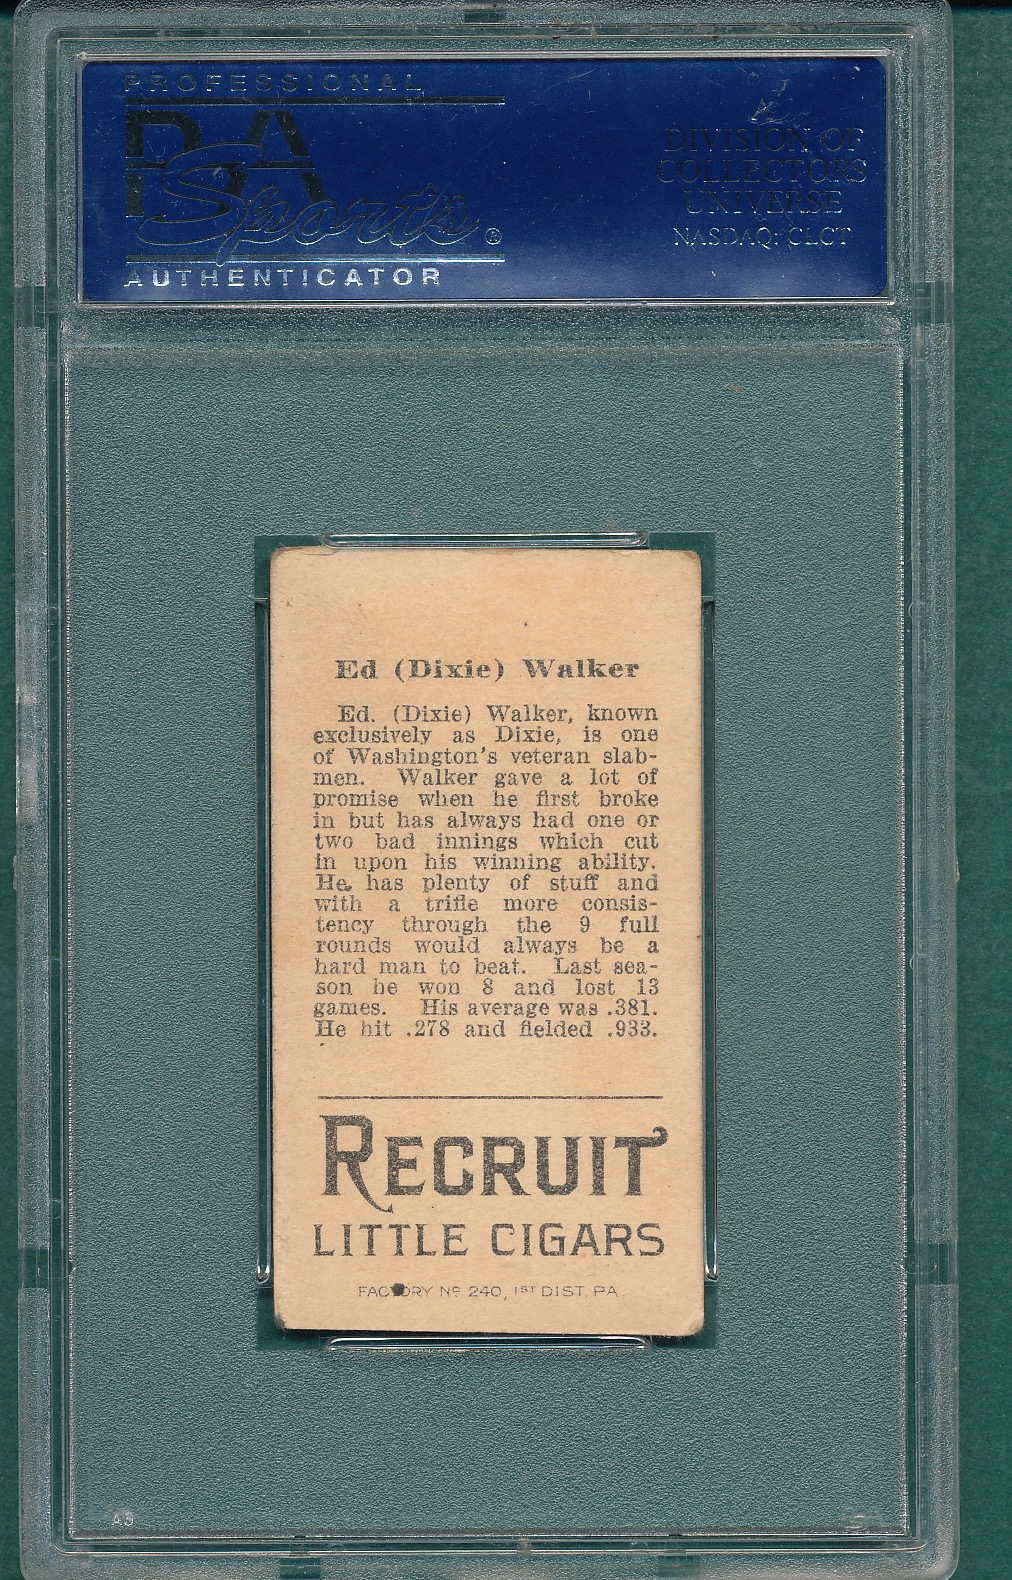 PROFESSIONAL
PSA
Sports®
AUTHENTICATOR
DIVISION OF
COLLECTORS
UNIVERSE
NASDAQ: CLCT
Ed (Dixie) Walker
Ed. (Dixie) Walker, known
exclusively as Dixie, is one
of Washington's veteran slab-
men. Walker gave a lot of
promise when he first broke
in but has always had one or
two bad innings which cut
in upon his winning ability.
He has plenty of stuff and
with a trifle more consis-
tency through the 9 full
rounds would always be a
hard man to beat. Last sea-
son he won 8 and lost 13
games. His average was .381.
He hit .278 and fielded .933.
RECRUIT
LITTLE CIGARS
FACTORY Nº 240, 1ST DIST. PA.